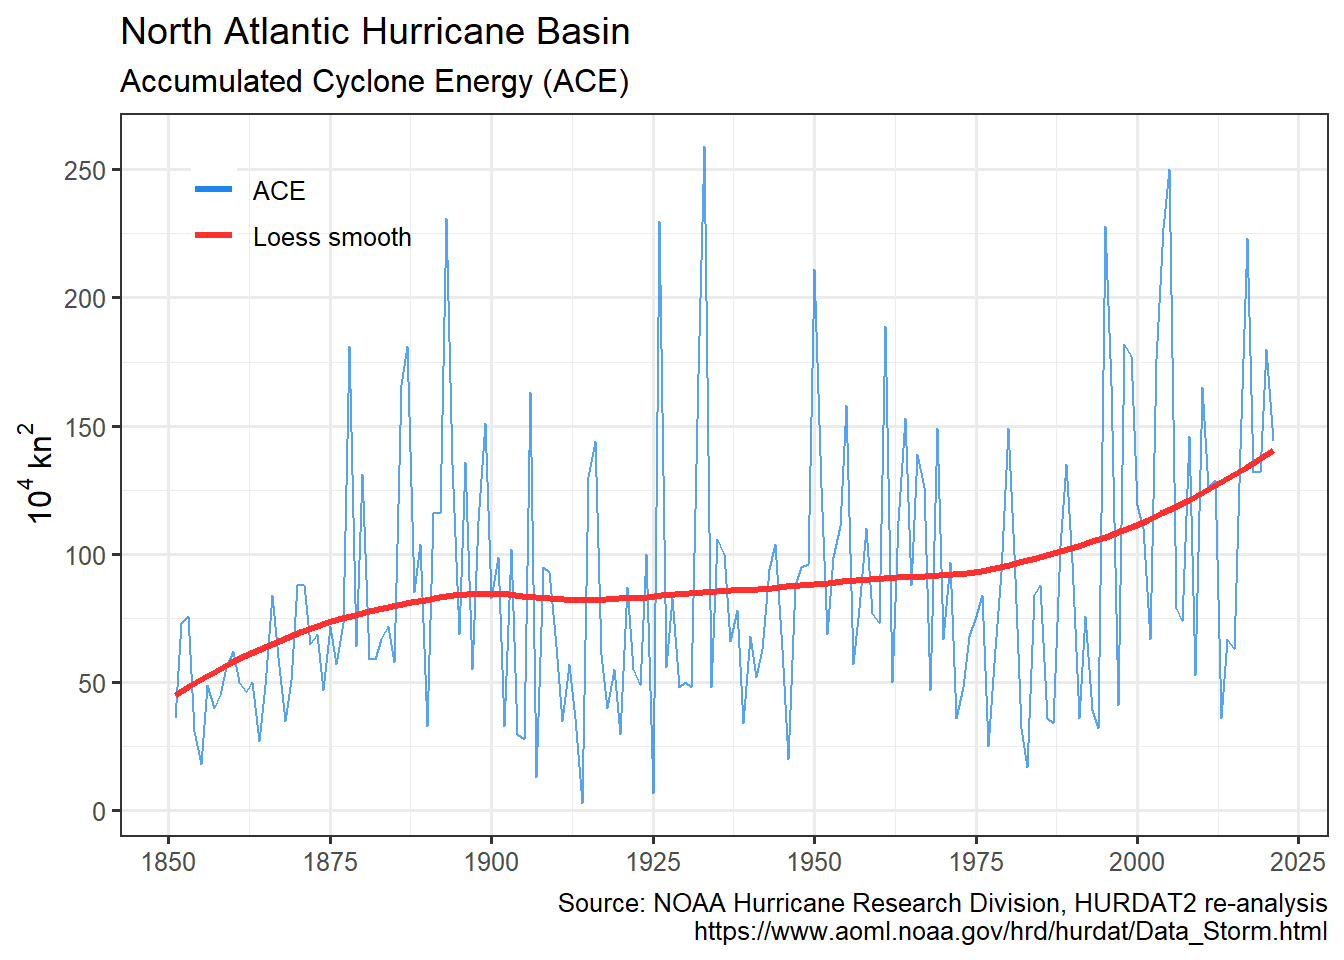 North Atlantic Hurricane Basin
Accumulated Cyclone Energy (ACE)
10⁴ kn²
250
200
150
100
50
0
ACE
Loess smooth
1850 1875 1900 1925 1950 1975 2000 2025
Source: NOAA Hurricane Research Division, HURDAT2 re-analysis
https://www.aoml.noaa.gov/hrd/hurdat/Data_Storm.html